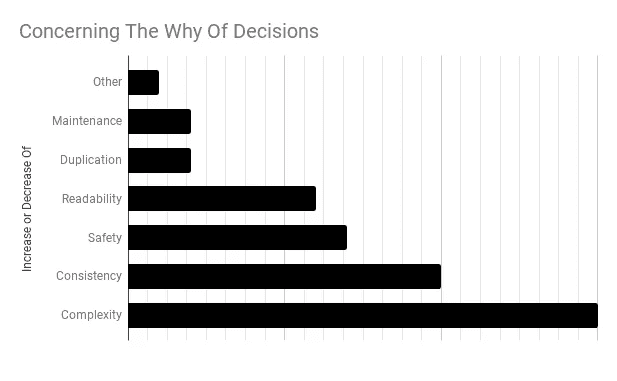 Concerning The Why Of Decisions
Increase or Decrease Of
Other
Maintenance
Duplication
Readability
Safety
Consistency
Complexity